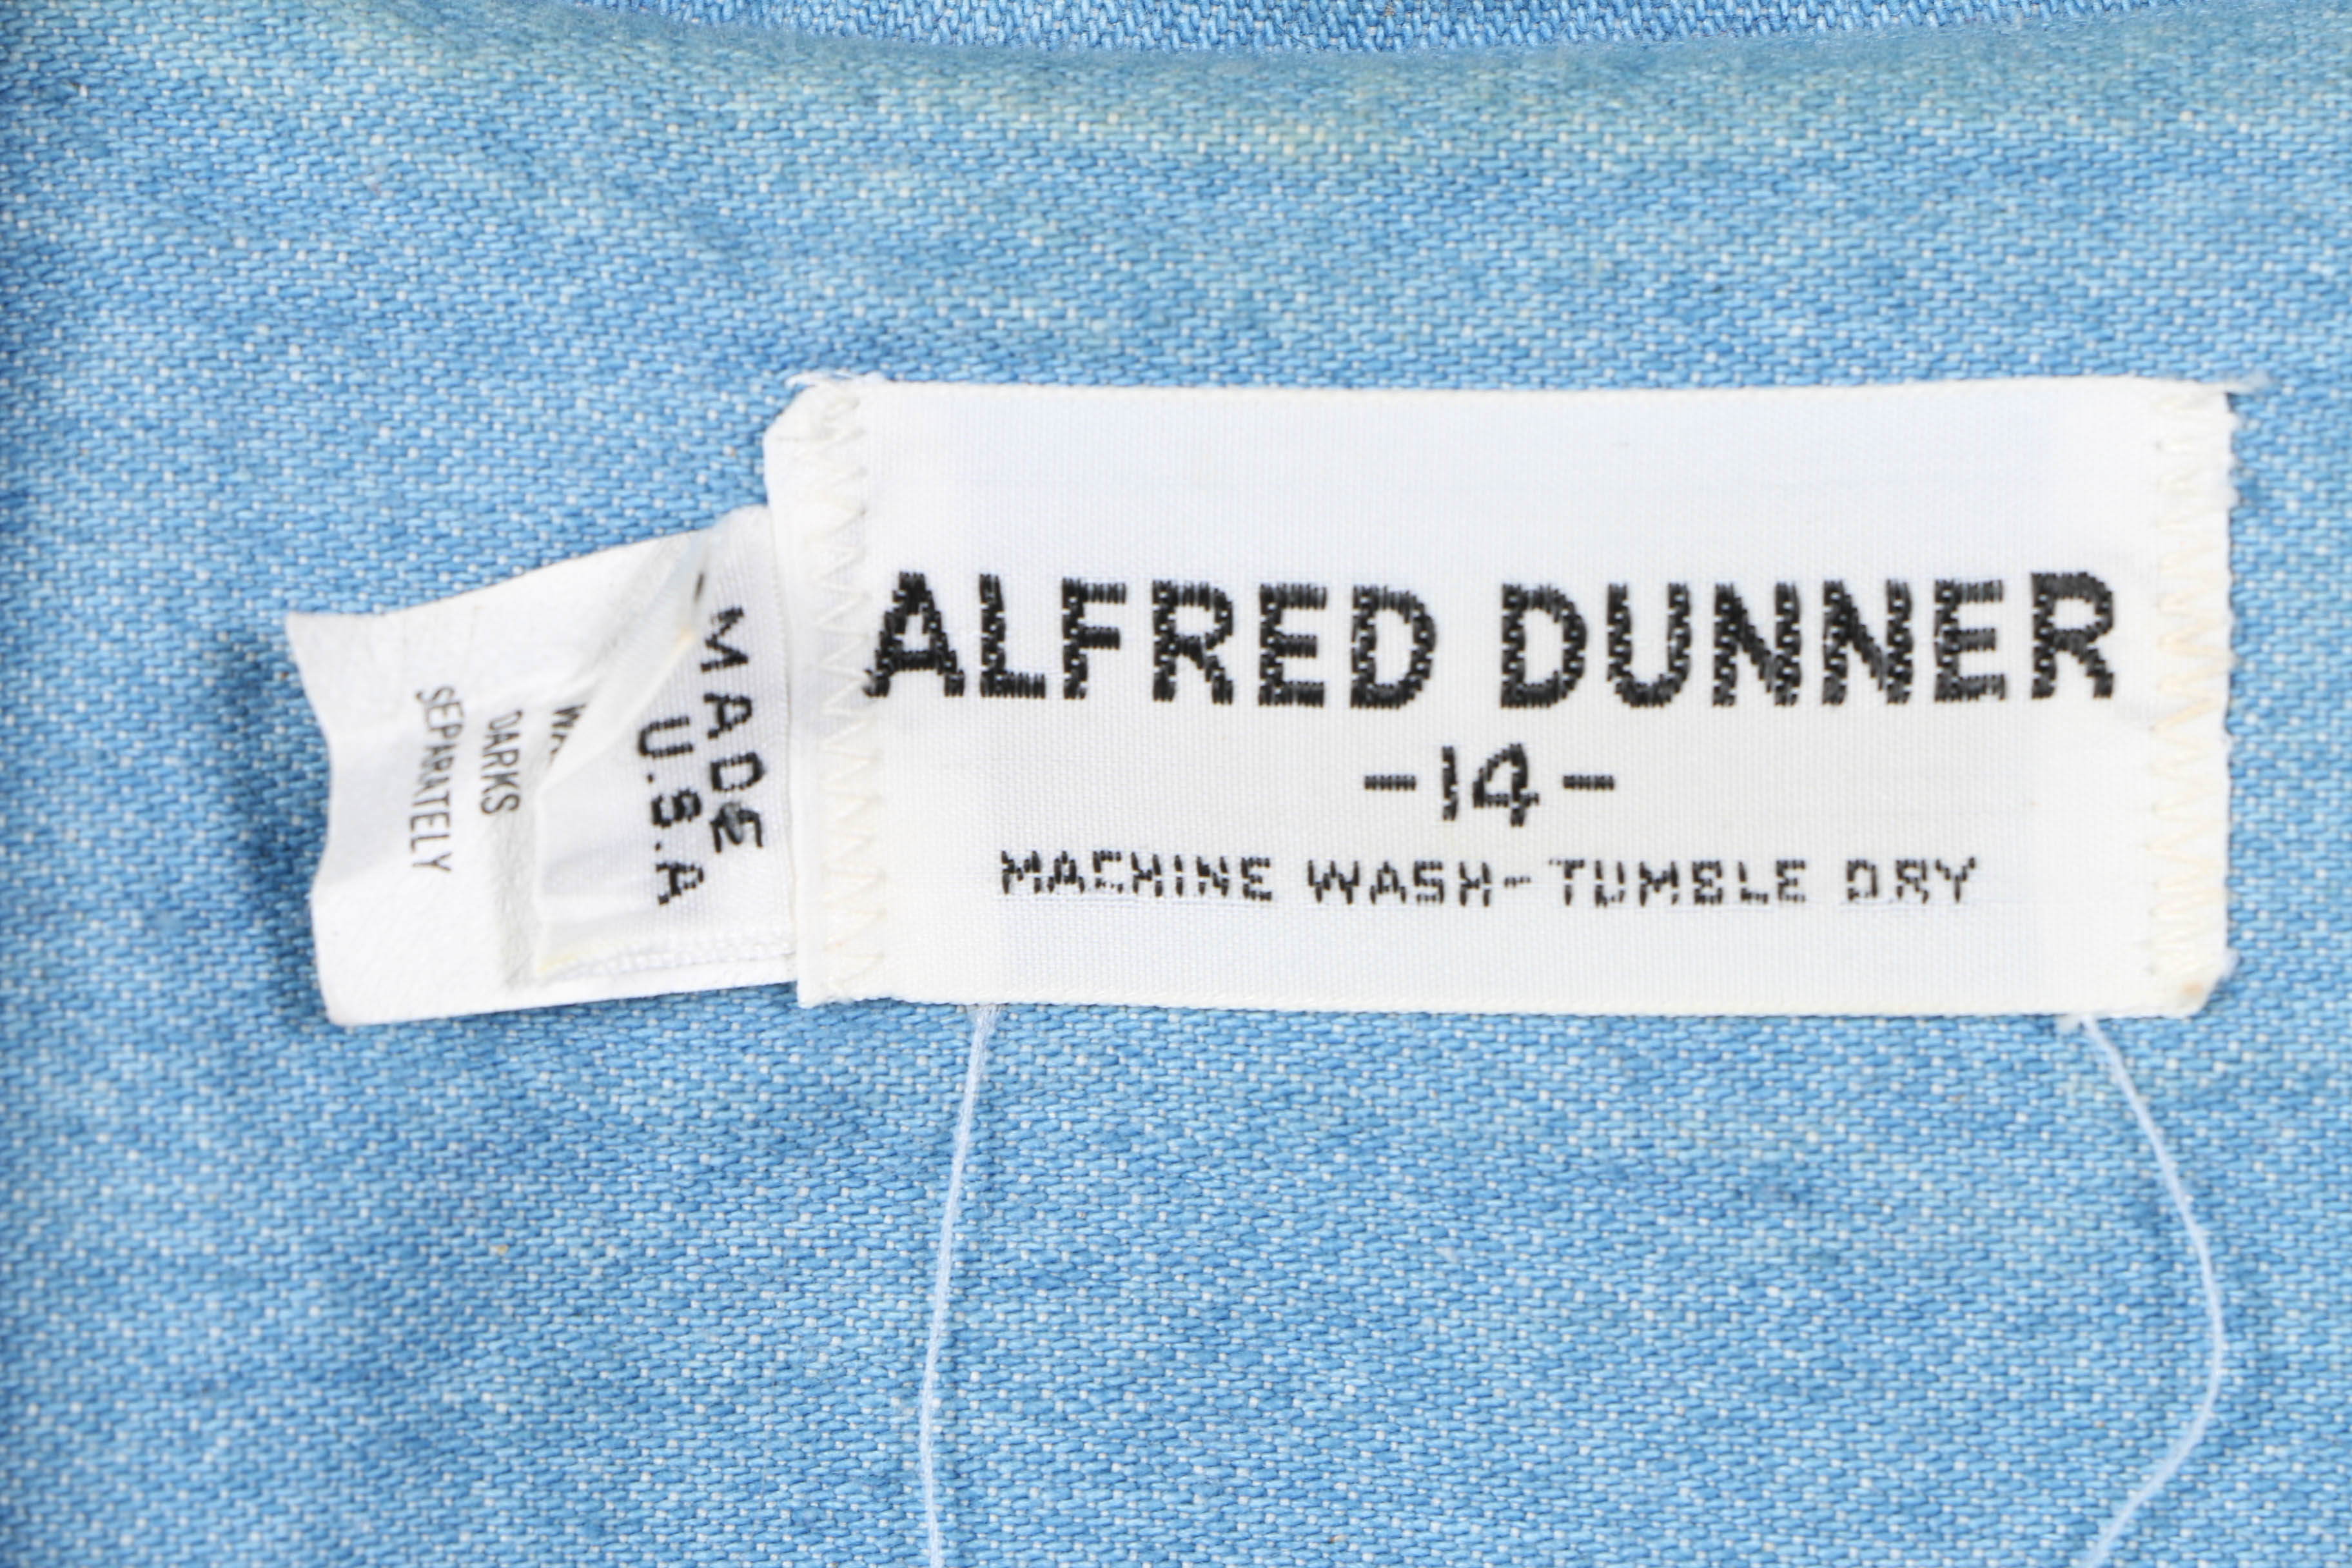 ALFRED DUNNER
-14-
MACHINE WASH-TUMBLE DRY
MADE
U.S.A
DARKS
SEPARATELY